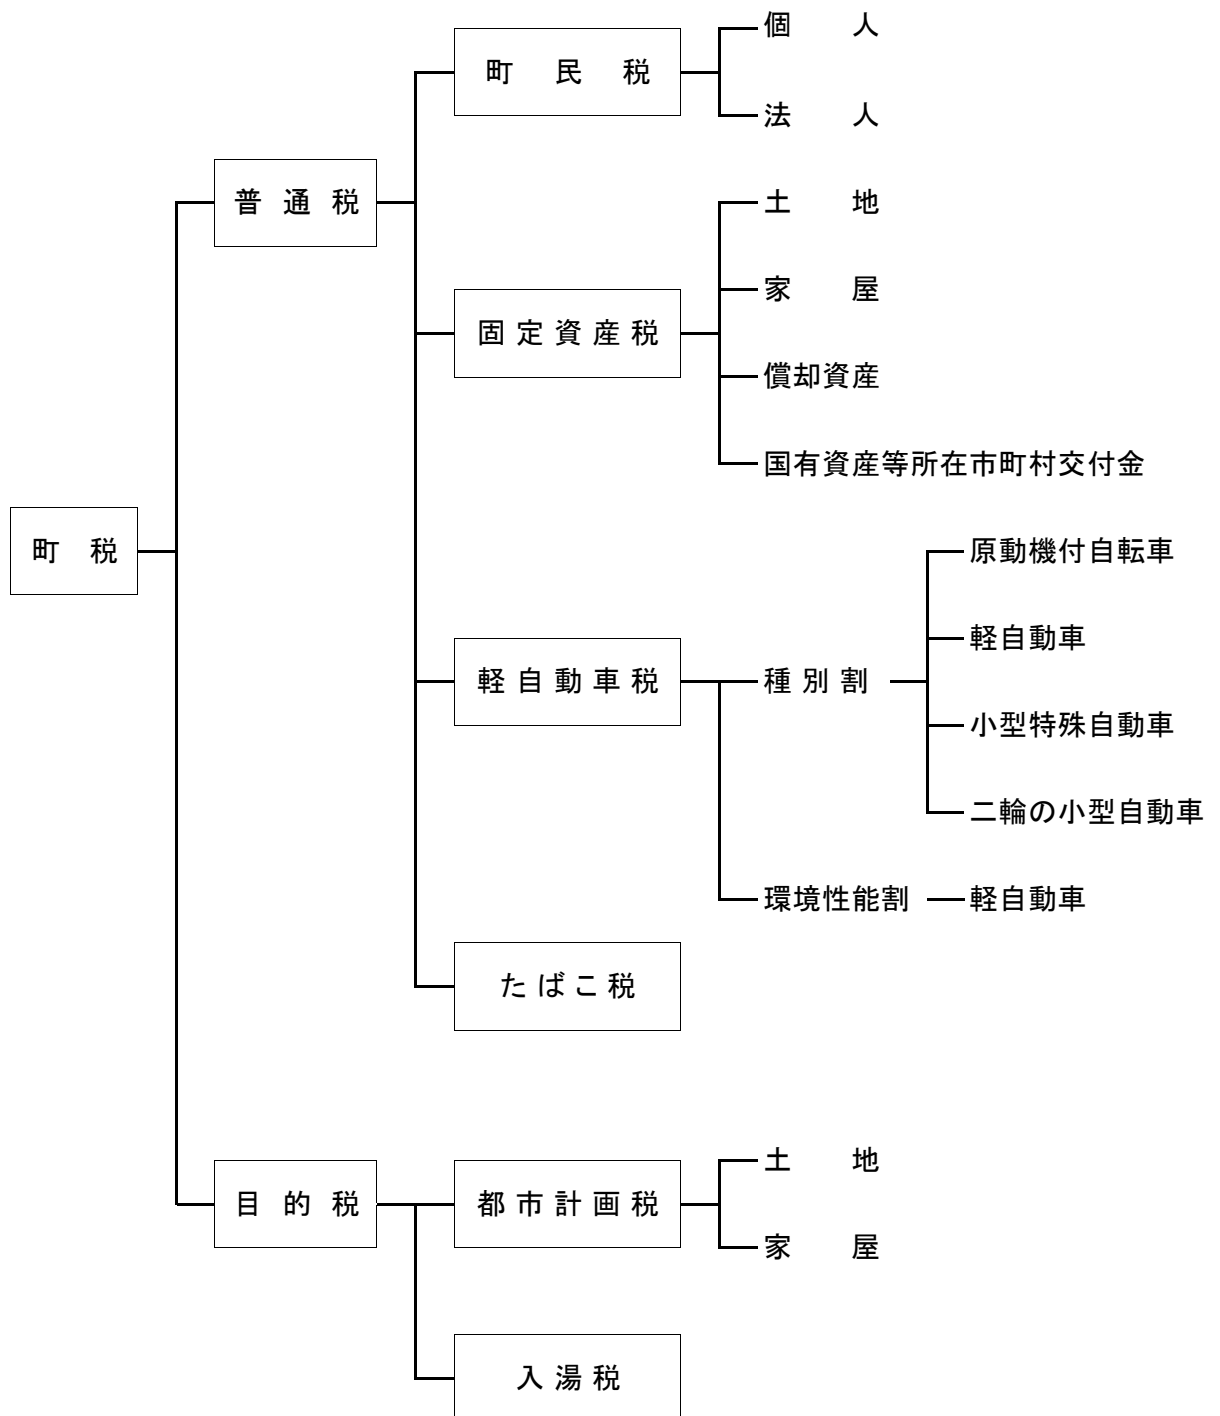 町 税
普 通 税
町 民 税
個 人
法 人
固 定 資 産 税
土 地
家 屋
償却資産
国有資産等所在市町村交付金
軽 自 動 車 税
種 別 割
原動機付自転車
軽自動車
小型特殊自動車
二輪の小型自動車
環境性能割
軽自動車
た ば こ 税
目 的 税
都 市 計 画 税
土 地
家 屋
入 湯 税